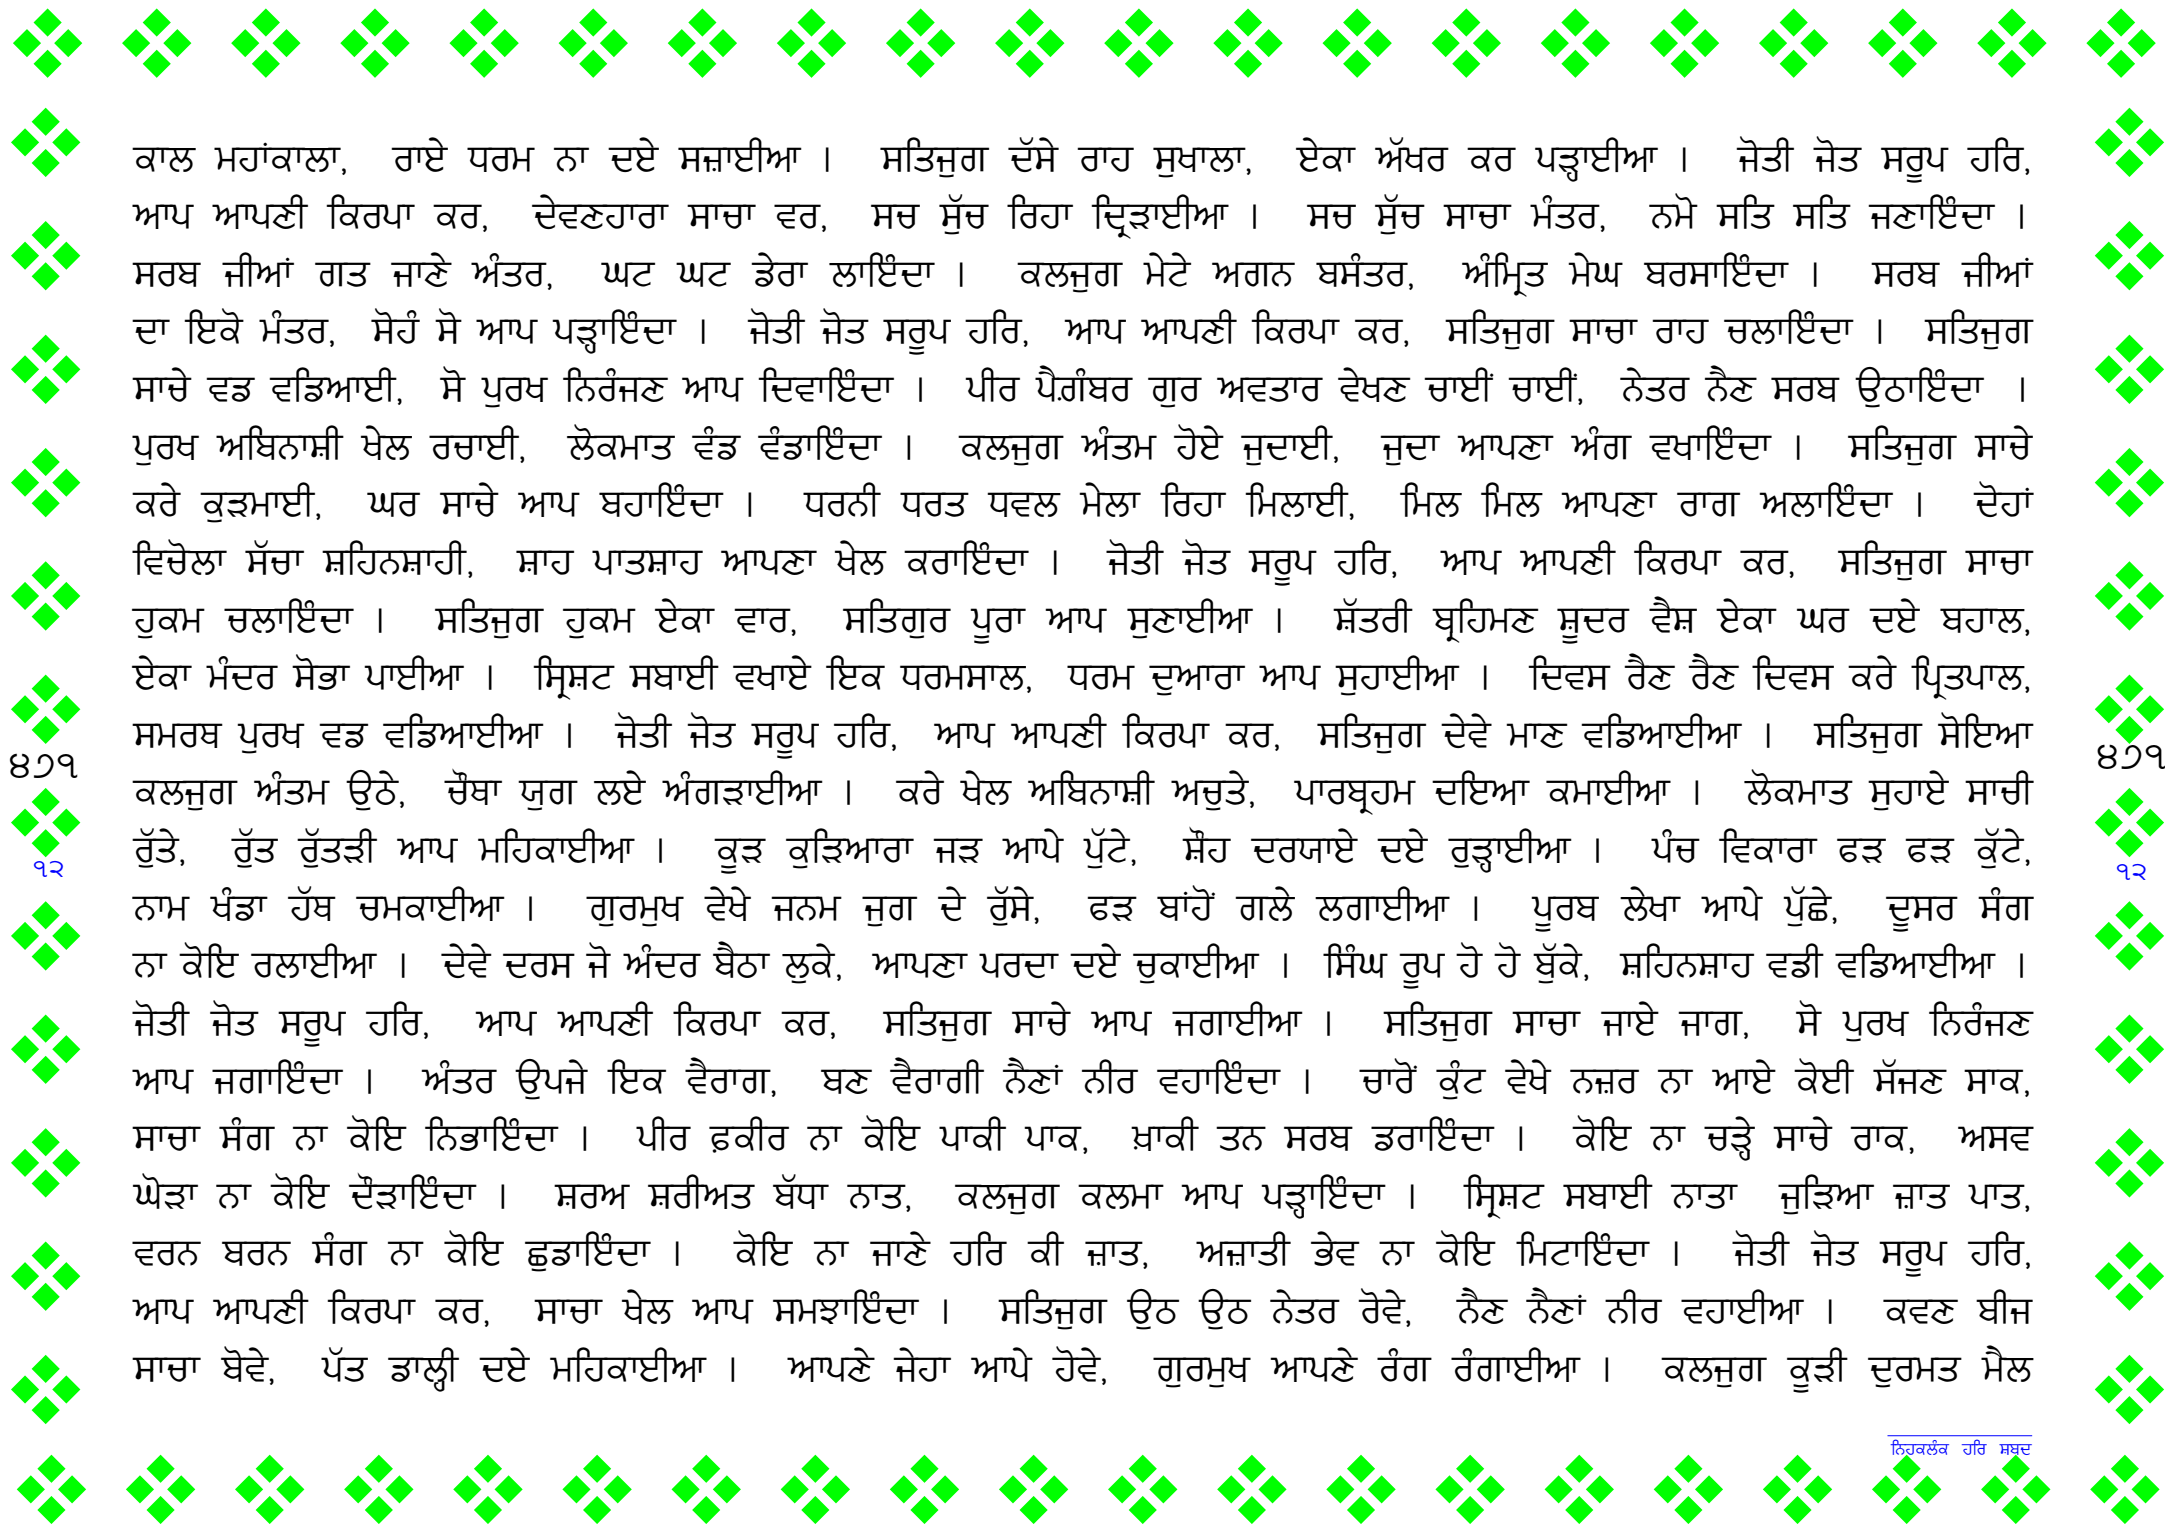 ਕਾਲ ਮਹਾਂਕਾਲਾ, ਰਾਏ ਧਰਮ ਨਾ ਦਏ ਸਜ਼ਾਈਆ । ਸਤਿਜੁਗ ਦੱਸੇ ਰਾਹ ਸੁਖਾਲਾ, ਏਕਾ ਅੱਖਰ ਕਰ ਪੜ੍ਹਾਈਆ । ਜੋਤੀ ਜੋਤ ਸਰੂਪ ਹਰਿ,
ਆਪ ਆਪਣੀ ਕਿਰਪਾ ਕਰ, ਦੇਵਣਹਾਰਾ ਸਾਚਾ ਵਰ, ਸਚ ਸੁੱਚ ਰਿਹਾ ਦ੍ਰਿੜਾਈਆ । ਸਚ ਸੁੱਚ ਸਾਚਾ ਮੰਤਰ, ਨਮੋ ਸਤਿ ਸਤਿ ਜਣਾਇੰਦਾ ।
ਸਰਬ ਜੀਆਂ ਗਤ ਜਾਣੇ ਅੰਤਰ, ਘਟ ਘਟ ਡੇਰਾ ਲਾਇੰਦਾ । ਕਲਜੁਗ ਮੇਟੇ ਅਗਨ ਬਸੰਤਰ, ਅੰਮ੍ਰਿਤ ਮੇਘ ਬਰਸਾਇੰਦਾ । ਸਰਬ ਜੀਆਂ
ਦਾ ਇਕੋ ਮੰਤਰ, ਸੋਹੰ ਸੋ ਆਪ ਪੜ੍ਹਾਇੰਦਾ । ਜੋਤੀ ਜੋਤ ਸਰੂਪ ਹਰਿ, ਆਪ ਆਪਣੀ ਕਿਰਪਾ ਕਰ, ਸਤਿਜੁਗ ਸਾਚਾ ਰਾਹ ਚਲਾਇੰਦਾ । ਸਤਿਜੁਗ
ਸਾਚੇ ਵਡ ਵਡਿਆਈ, ਸੋ ਪੁਰਖ ਨਿਰੰਜਣ ਆਪ ਦਿਵਾਇੰਦਾ । ਪੀਰ ਪੈਗ਼ੰਬਰ ਗੁਰ ਅਵਤਾਰ ਵੇਖਣ ਚਾਈਂ ਚਾਈਂ, ਨੇਤਰ ਨੈਣ ਸਰਬ ਉਠਾਇੰਦਾ ।
ਪੁਰਖ ਅਬਿਨਾਸ਼ੀ ਖੇਲ ਰਚਾਈ, ਲੋਕਮਾਤ ਵੰਡ ਵੰਡਾਇੰਦਾ । ਕਲਜੁਗ ਅੰਤਮ ਹੋਏ ਜੁਦਾਈ, ਜੁਦਾ ਆਪਣਾ ਅੰਗ ਵਖਾਇੰਦਾ । ਸਤਿਜੁਗ ਸਾਚੇ
ਕਰੇ ਕੁੜਮਾਈ, ਘਰ ਸਾਚੇ ਆਪ ਬਹਾਇੰਦਾ । ਧਰਨੀ ਧਰਤ ਧਵਲ ਮੇਲਾ ਰਿਹਾ ਮਿਲਾਈ, ਮਿਲ ਮਿਲ ਆਪਣਾ ਰਾਗ ਅਲਾਇੰਦਾ । ਦੋਹਾਂ
ਵਿਚੋਲਾ ਸੱਚਾ ਸ਼ਹਿਨਸ਼ਾਹੀ, ਸ਼ਾਹ ਪਾਤਸ਼ਾਹ ਆਪਣਾ ਖੇਲ ਕਰਾਇੰਦਾ । ਜੋਤੀ ਜੋਤ ਸਰੂਪ ਹਰਿ, ਆਪ ਆਪਣੀ ਕਿਰਪਾ ਕਰ, ਸਤਿਜੁਗ ਸਾਚਾ
ਹੁਕਮ ਚਲਾਇੰਦਾ । ਸਤਿਜੁਗ ਹੁਕਮ ਏਕਾ ਵਾਰ, ਸਤਿਗੁਰ ਪੂਰਾ ਆਪ ਸੁਣਾਈਆ । ਸ਼ੱਤਰੀ ਬ੍ਰਹਿਮਣ ਸ਼ੂਦਰ ਵੈਸ਼ ਏਕਾ ਘਰ ਦਏ ਬਹਾਲ,
ਏਕਾ ਮੰਦਰ ਸੋਭਾ ਪਾਈਆ । ਸ੍ਰਿਸ਼ਟ ਸਬਾਈ ਵਖਾਏ ਇਕ ਧਰਮਸਾਲ, ਧਰਮ ਦੁਆਰਾ ਆਪ ਸੁਹਾਈਆ । ਦਿਵਸ ਰੈਣ ਰੈਣ ਦਿਵਸ ਕਰੇ ਪ੍ਰਿਤਪਾਲ,
ਸਮਰਥ ਪੁਰਖ ਵਡ ਵਡਿਆਈਆ । ਜੋਤੀ ਜੋਤ ਸਰੂਪ ਹਰਿ, ਆਪ ਆਪਣੀ ਕਿਰਪਾ ਕਰ, ਸਤਿਜੁਗ ਦੇਵੇ ਮਾਣ ਵਡਿਆਈਆ । ਸਤਿਜੁਗ ਸੋਇਆ
੪੭੧ ਕਲਜੁਗ ਅੰਤਮ ਉਠੇ, ਚੌਥਾ ਯੁਗ ਲਏ ਅੰਗੜਾਈਆ । ਕਰੇ ਖੇਲ ਅਬਿਨਾਸ਼ੀ ਅਚੁਤੇ, ਪਾਰਬ੍ਰਹਮ ਦਇਆ ਕਮਾਈਆ । ਲੋਕਮਾਤ ਸੁਹਾਏ ਸਾਚੀ ੪੭੧
ਰੁੱਤੇ, ਰੁੱਤ ਰੁੱਤੜੀ ਆਪ ਮਹਿਕਾਈਆ । ਕੂੜ ਕੁੜਿਆਰਾ ਜੜ ਆਪੇ ਪੁੱਟੇ, ਸ਼ੌਹ ਦਰਯਾਏ ਦਏ ਰੁੜ੍ਹਾਈਆ । ਪੰਚ ਵਿਕਾਰਾ ਫੜ ਫੜ ਕੁੱਟੇ,
੧੨ ੧੨
ਨਾਮ ਖੰਡਾ ਹੱਥ ਚਮਕਾਈਆ । ਗੁਰਮੁਖ ਵੇਖੇ ਜਨਮ ਜੁਗ ਦੇ ਰੁੱਸੇ, ਫੜ ਬਾਂਹੋਂ ਗਲੇ ਲਗਾਈਆ । ਪੂਰਬ ਲੇਖਾ ਆਪੇ ਪੁੱਛੇ, ਦੂਸਰ ਸੰਗ
ਨਾ ਕੋਇ ਰਲਾਈਆ । ਦੇਵੇ ਦਰਸ ਜੋ ਅੰਦਰ ਬੈਠਾ ਲੁਕੇ, ਆਪਣਾ ਪਰਦਾ ਦਏ ਚੁਕਾਈਆ । ਸਿੰਘ ਰੂਪ ਹੋ ਹੋ ਬੁੱਕੇ, ਸ਼ਹਿਨਸ਼ਾਹ ਵਡੀ ਵਡਿਆਈਆ ।
ਜੋਤੀ ਜੋਤ ਸਰੂਪ ਹਰਿ, ਆਪ ਆਪਣੀ ਕਿਰਪਾ ਕਰ, ਸਤਿਜੁਗ ਸਾਚੇ ਆਪ ਜਗਾਈਆ । ਸਤਿਜੁਗ ਸਾਚਾ ਜਾਏ ਜਾਗ, ਸੋ ਪੁਰਖ ਨਿਰੰਜਣ
ਆਪ ਜਗਾਇੰਦਾ । ਅੰਤਰ ਉਪਜੇ ਇਕ ਵੈਰਾਗ, ਬਣ ਵੈਰਾਗੀ ਨੈਣਾਂ ਨੀਰ ਵਹਾਇੰਦਾ । ਚਾਰੋਂ ਕੁੰਟ ਵੇਖੇ ਨਜ਼ਰ ਨਾ ਆਏ ਕੋਈ ਸੱਜਣ ਸਾਕ,
ਸਾਚਾ ਸੰਗ ਨਾ ਕੋਇ ਨਿਭਾਇੰਦਾ । ਪੀਰ ਫ਼ਕੀਰ ਨਾ ਕੋਇ ਪਾਕੀ ਪਾਕ, ਖ਼ਾਕੀ ਤਨ ਸਰਬ ਡਰਾਇੰਦਾ । ਕੋਇ ਨਾ ਚੜ੍ਹੇ ਸਾਚੇ ਰਾਕ, ਅਸਵ
ਘੋੜਾ ਨਾ ਕੋਇ ਦੌੜਾਇੰਦਾ । ਸ਼ਰਅ ਸ਼ਰੀਅਤ ਬੱਧਾ ਨਾਤ, ਕਲਜੁਗ ਕਲਮਾ ਆਪ ਪੜ੍ਹਾਇੰਦਾ । ਸ੍ਰਿਸ਼ਟ ਸਬਾਈ ਨਾਤਾ ਜੁੜਿਆ ਜ਼ਾਤ ਪਾਤ,
ਵਰਨ ਬਰਨ ਸੰਗ ਨਾ ਕੋਇ ਛੁਡਾਇੰਦਾ । ਕੋਇ ਨਾ ਜਾਣੇ ਹਰਿ ਕੀ ਜ਼ਾਤ, ਅਜ਼ਾਤੀ ਭੇਵ ਨਾ ਕੋਇ ਮਿਟਾਇੰਦਾ । ਜੋਤੀ ਜੋਤ ਸਰੂਪ ਹਰਿ,
ਆਪ ਆਪਣੀ ਕਿਰਪਾ ਕਰ, ਸਾਚਾ ਖੇਲ ਆਪ ਸਮਝਾਇੰਦਾ । ਸਤਿਜੁਗ ਉਠ ਉਠ ਨੇਤਰ ਰੋਵੇ, ਨੈਣ ਨੈਣਾਂ ਨੀਰ ਵਹਾਈਆ । ਕਵਣ ਬੀਜ
ਸਾਚਾ ਬੋਵੇ, ਪੱਤ ਡਾਲ੍ਹੀ ਦਏ ਮਹਿਕਾਈਆ । ਆਪਣੇ ਜੇਹਾ ਆਪੇ ਹੋਵੇ, ਗੁਰਮੁਖ ਆਪਣੇ ਰੰਗ ਰੰਗਾਈਆ । ਕਲਜੁਗ ਕੂੜੀ ਦੁਰਮਤ ਮੈਲ
ਨਿਹਕਲੰਕ ਹਰਿ ਸ਼ਬਦ